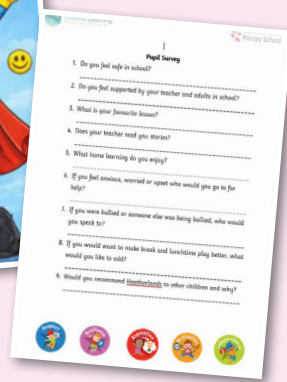 Primary School
Pupil Survey
1. Do you feel safe in school?
2. Do you feel supported by your teacher and adults in school?
3. What is your favourite lesson?
4. Does your teacher read you stories?
5. What home learning do you enjoy?
6. If you feel anxious, worried or upset who would you go to for
help?
7. If you were bullied or someone else was being bullied, who would
you speak to?
8. If you would want to make break and lunchtime play better, what
would you like to add?
9. Would you recommend Heatherlands to other children and why?